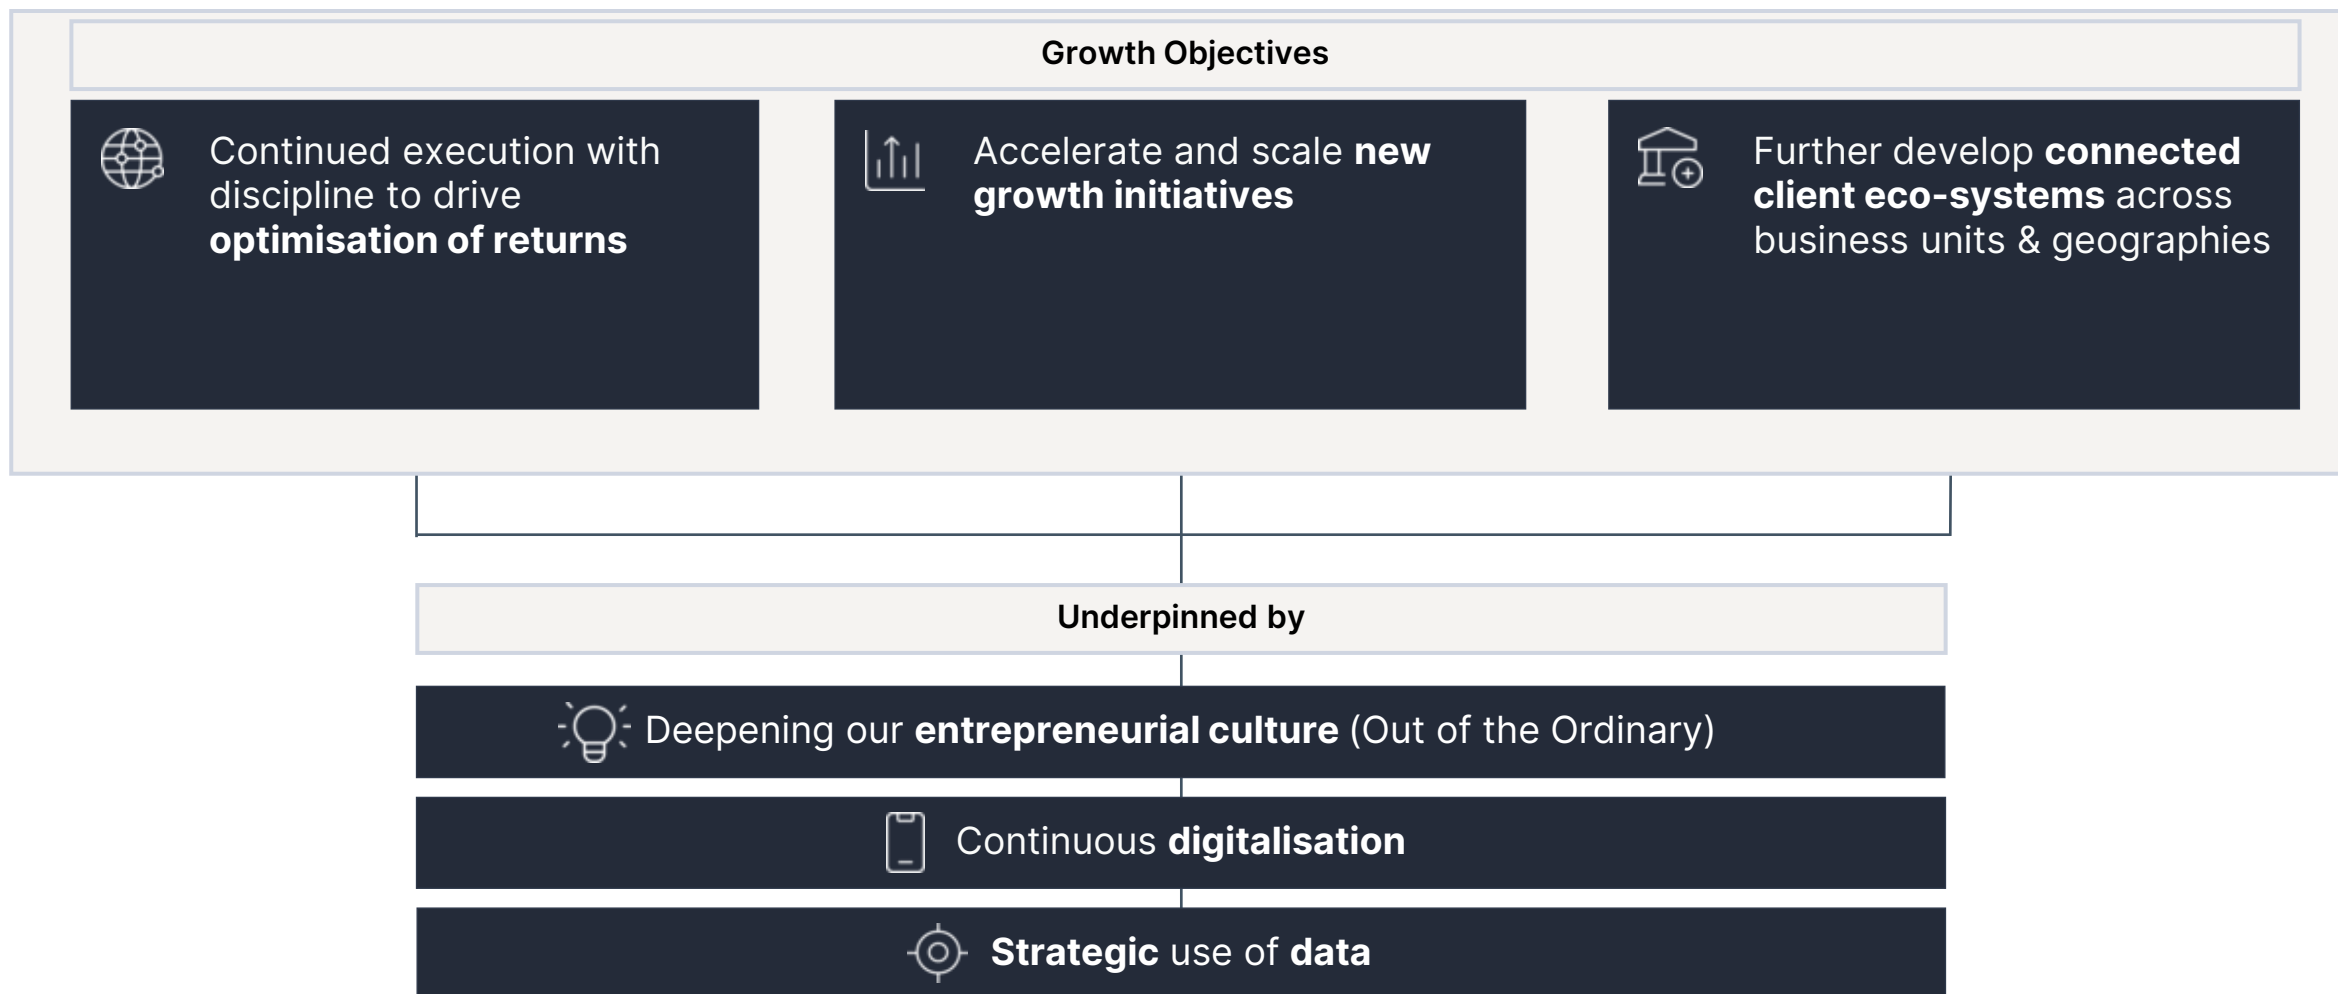 Growth Objectives
Continued execution with
discipline to drive
optimisation of returns
Accelerate and scale new
growth initiatives
Further develop connected
client eco-systems across
business units & geographies
Underpinned by
Deepening our entrepreneurial culture (Out of the Ordinary)
Continuous digitalisation
Strategic use of data